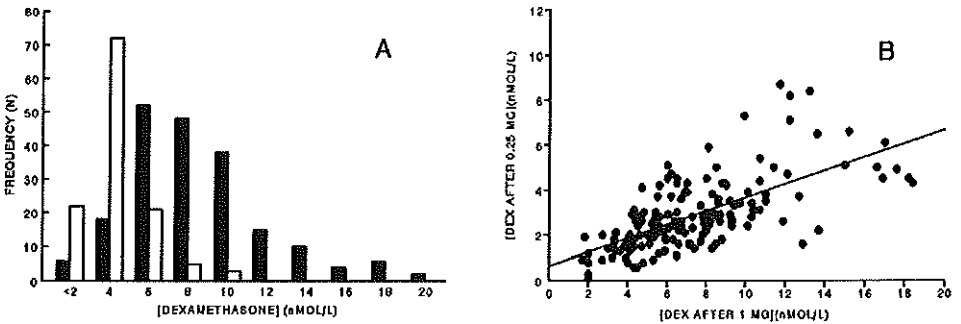 A
FREQUENCY (N)
80
70
60
50
40
30
20
10
0
<2 4 6 8 10 12 14 16 18 20
[DEXAMETHASONE] (nMOL/L)
B
[DEX AFTER 0.25 MG](nMOL/L)
12
10
8
6
4
2
0
0 2 4 6 8 10 12 14 16 18 20
[DEX AFTER 1 MG](nMOL/L)